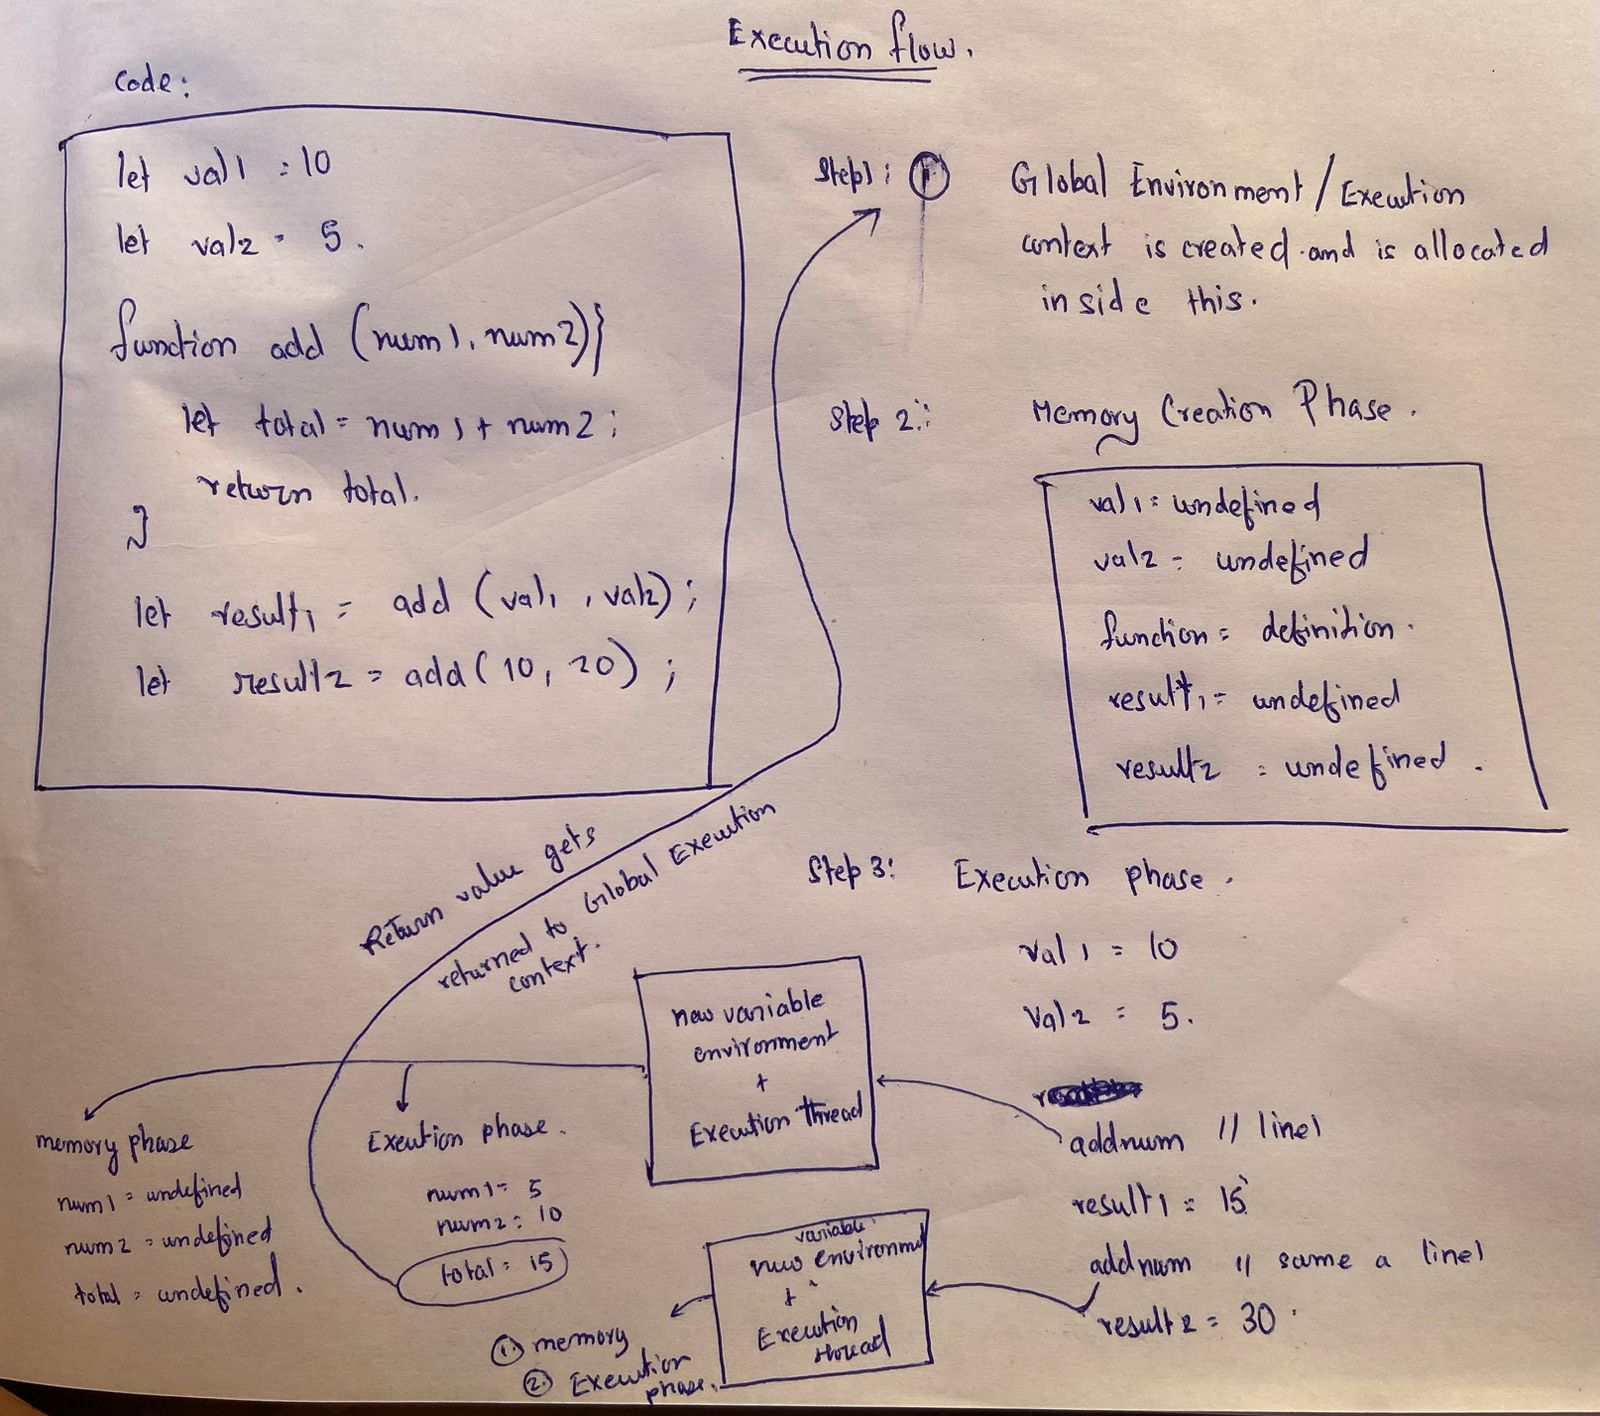 Execution flow.
Code:
let val1 = 10
let val2 = 5.
function add (num1, num2)}
let total = num1 + num2;
return total.
}
let result1 = add (val1, val2);
let result2 = add(10, 20);
Step1: 1 Global Environment/Execution
context is created and is allocated
inside this.
Step 2: Memory Creation Phase.
val1 = undefined
val2 = undefined
function = definition.
result1 = undefined
result2 = undefined.
Return value gets
returned to Global Execution
context.
Step 3: Execution phase.
val1 = 10
val2 = 5.
addnum // line1
result1 = 15
addnum // same a line1
result2 = 30.
new variable
environment
+
Execution thread
memory phase
num1 = undefined
num2 = undefined
total = undefined.
Execution phase.
num1 = 5
num2 = 10
total = 15
variable
new environment
+
Execution
thread
1. memory
2. Execution
phase.